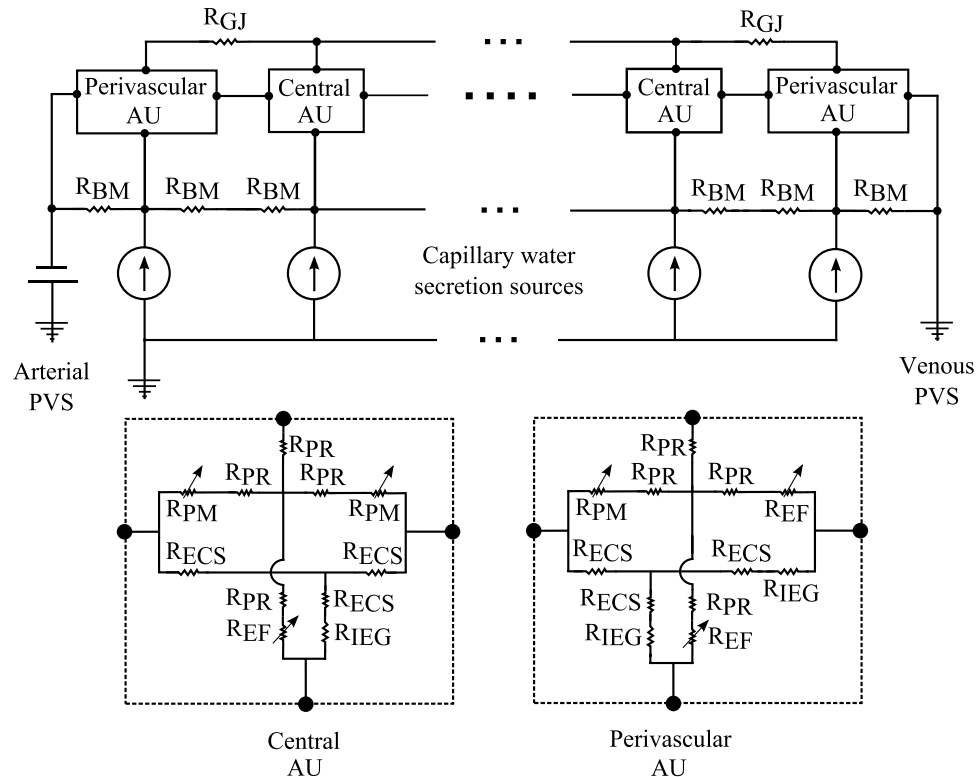 RGJ
RGJ
Perivascular
AU
Central
AU
Central
AU
Perivascular
AU
RBM
RBM
RBM
RBM
RBM
RBM
Capillary water
secretion sources
Arterial
PVS
Venous
PVS
RPR
RPR
RPR
RPM
RPM
RECS
RECS
RPR
RECS
REF
RIEG
Central
AU
RPR
RPR
RPR
RPM
REF
RECS
RECS
RIEG
RECS
RPR
RIEG
REF
Perivascular
AU